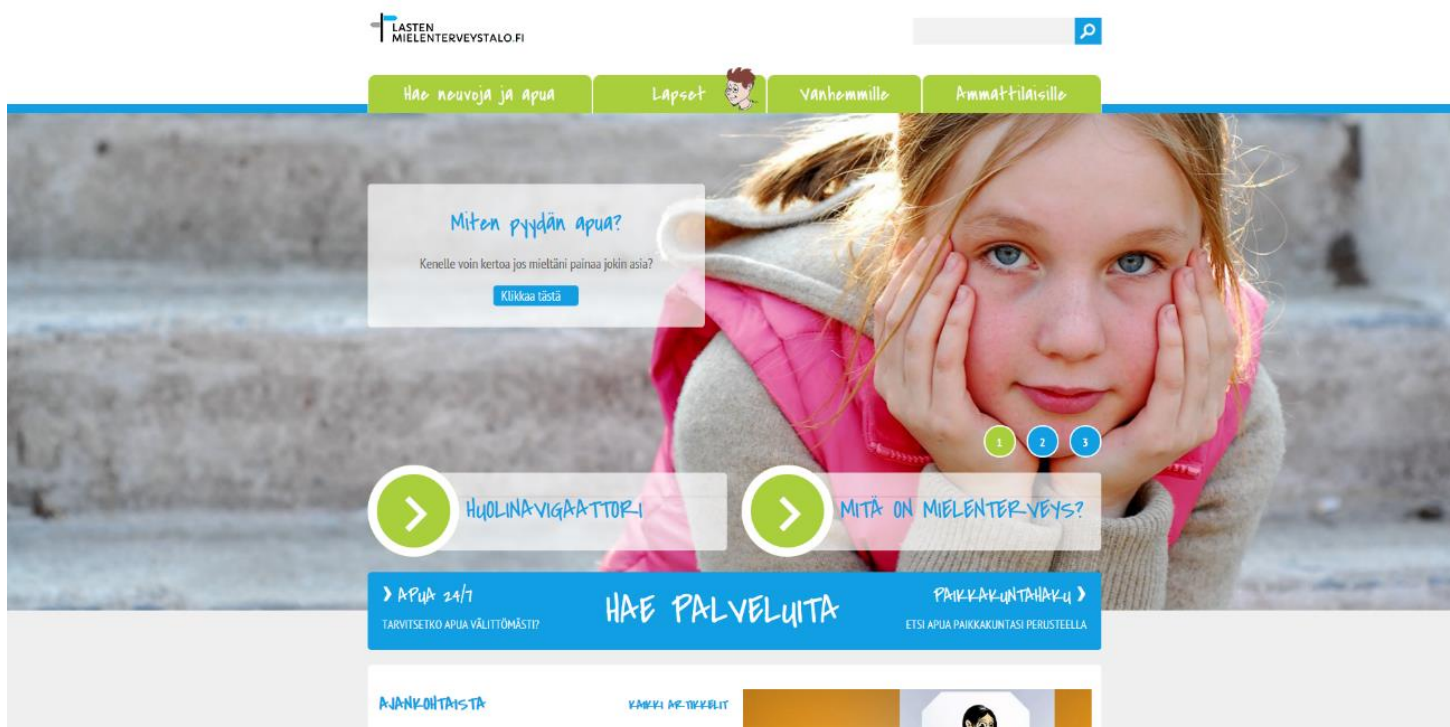 LASTEN
MIELENTERVEYSTALO.FI
Hae neuvoja ja apua
Lapset
Vanhemmille
Ammattilaisille
Miten pyydän apua?
Kenelle voin kertoa jos mieltäni painaa jokin asia?
Klikkaa tästä
1 2 3
HUOLINAVIGAATTORI
MITÄ ON MIELENTERVEYS?
❯ APUA 24/7
TARVITSETKO APUA VÄLITTÖMÄSTI?
HAE PALVELUITA
PAIKKAKUNTAHAKU ❯
ETSI APUA PAIKKAKUNTASI PERUSTEELLA
AJANKOHTAISTA
KAIKKI ARTIKKELIT